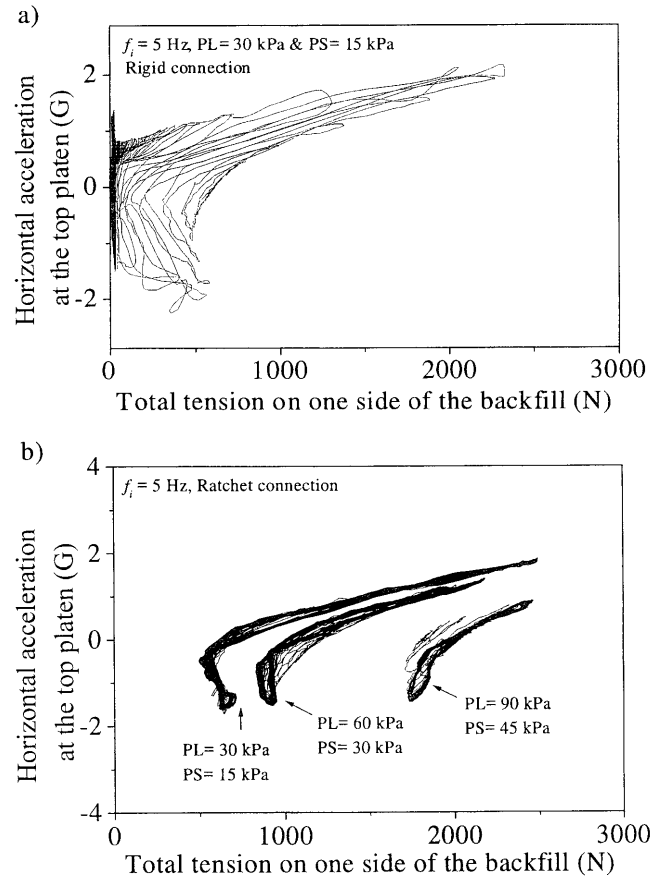 a)
f_i = 5 Hz, PL= 30 kPa & PS= 15 kPa
Rigid connection
2
0
-2
Horizontal acceleration
at the top platen (G)
0 1000 2000 3000
Total tension on one side of the backfill (N)
b)
4
f_i = 5 Hz, Ratchet connection
2
0
-2
-4
Horizontal acceleration
at the top platen (G)
PL= 30 kPa
PS= 15 kPa
PL= 60 kPa
PS= 30 kPa
PL= 90 kPa
PS= 45 kPa
0 1000 2000 3000
Total tension on one side of the backfill (N)